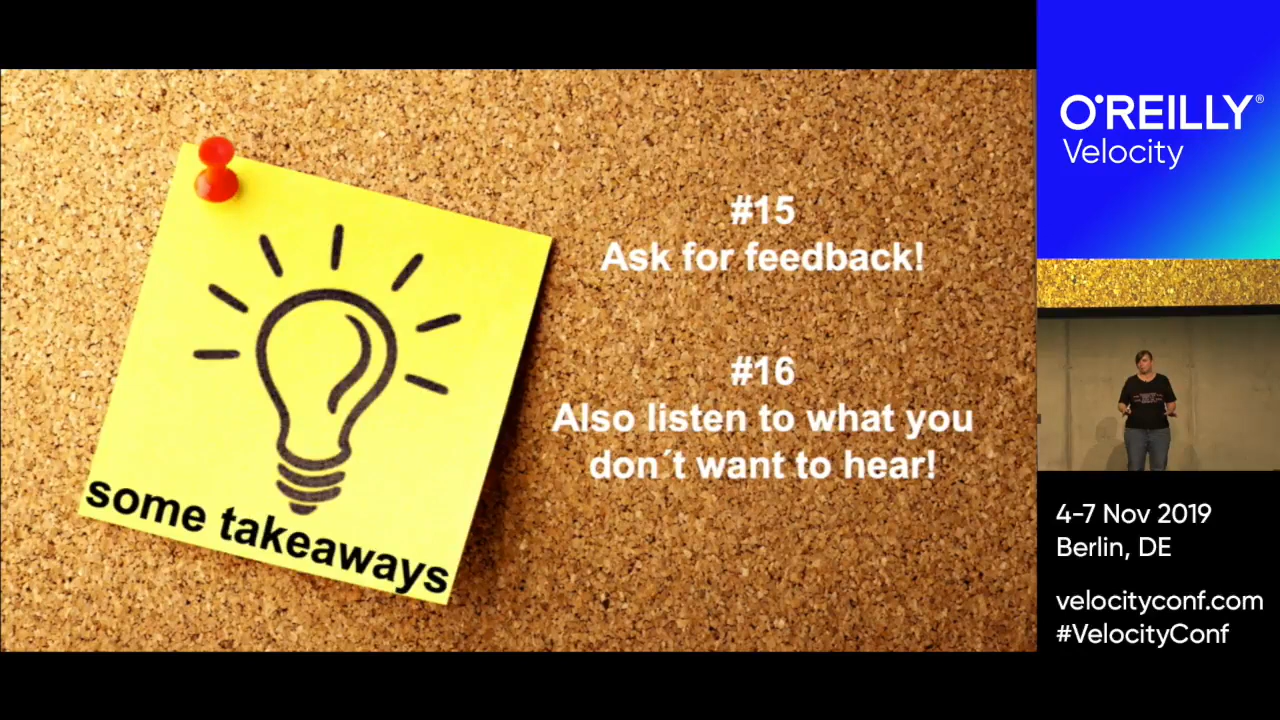 some takeaways
#15
Ask for feedback!
#16
Also listen to what you
don´t want to hear!
O'REILLY®
Velocity
4-7 Nov 2019
Berlin, DE
velocityconf.com
#VelocityConf